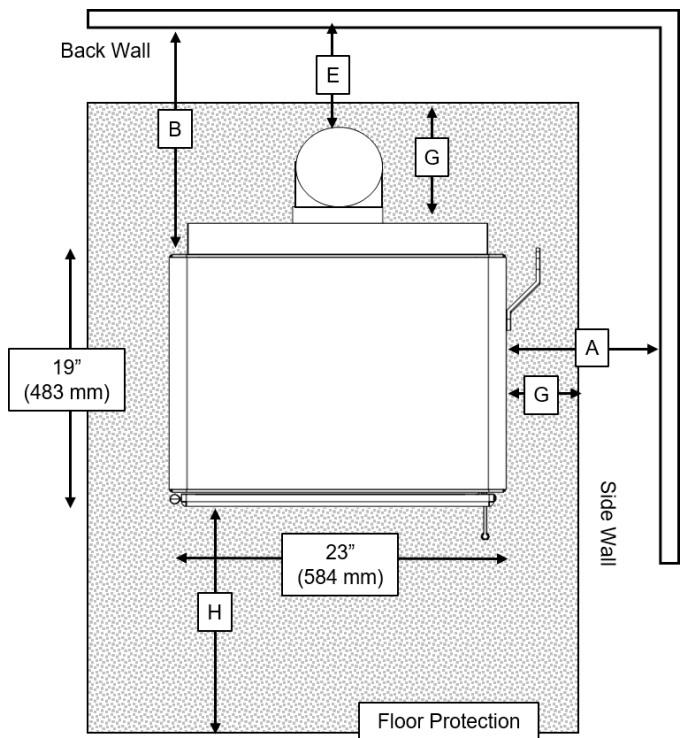 Back Wall
E
B
G
A
19”
(483 mm)
G
Side Wall
23”
(584 mm)
H
Floor Protection